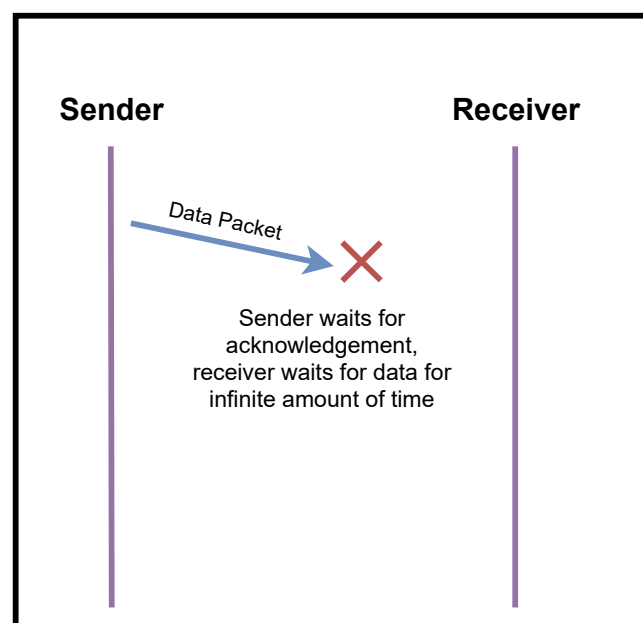 Sender
Receiver
Data Packet
Sender waits for
acknowledgement,
receiver waits for data for
infinite amount of time